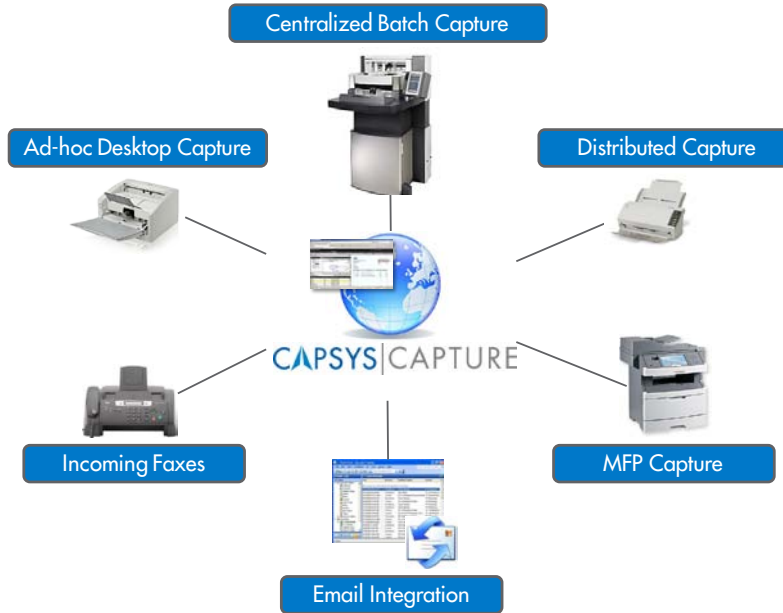 Centralized Batch Capture
Ad-hoc Desktop Capture
Distributed Capture
CAPSYS|CAPTURE
Incoming Faxes
MFP Capture
Email Integration